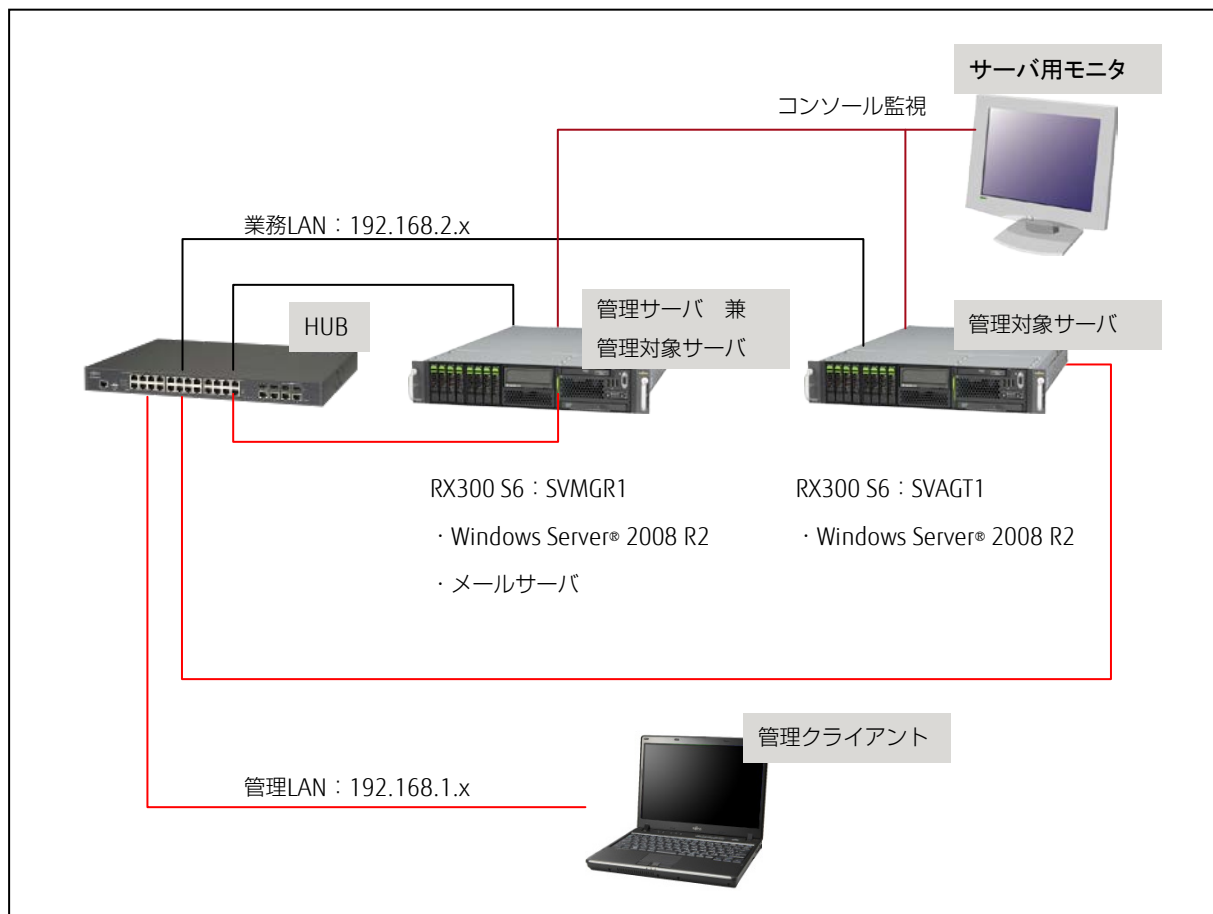 サーバ用モニタ
コンソール監視
業務LAN：192.168.2.x
HUB
管理サーバ　兼
管理対象サーバ
管理対象サーバ
RX300 S6：SVMGR1
・Windows Server® 2008 R2
・メールサーバ
RX300 S6：SVAGT1
・Windows Server® 2008 R2
管理クライアント
管理LAN：192.168.1.x